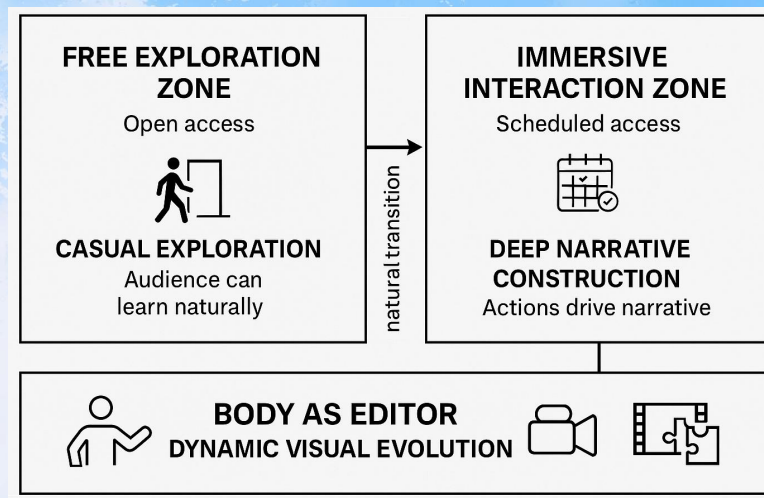 FREE EXPLORATION
ZONE
Open access
CASUAL EXPLORATION
Audience can
learn naturally
natural transition
IMMERSIVE
INTERACTION ZONE
Scheduled access
DEEP NARRATIVE
CONSTRUCTION
Actions drive narrative
BODY AS EDITOR
DYNAMIC VISUAL EVOLUTION